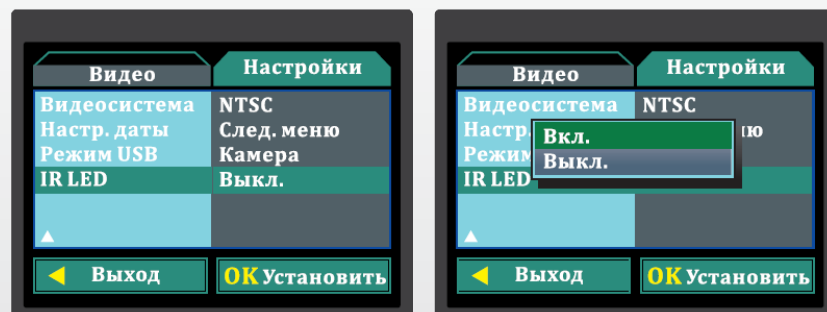 Видео Настройки
Видеосистема NTSC
Настр. даты След. меню
Режим USB Камера
IR LED Выкл.
Выход OK Установить
Видео Настройки
Видеосистема NTSC
Настр ю
Вкл.
Режим
Выкл.
IR LED
Выход OK Установить